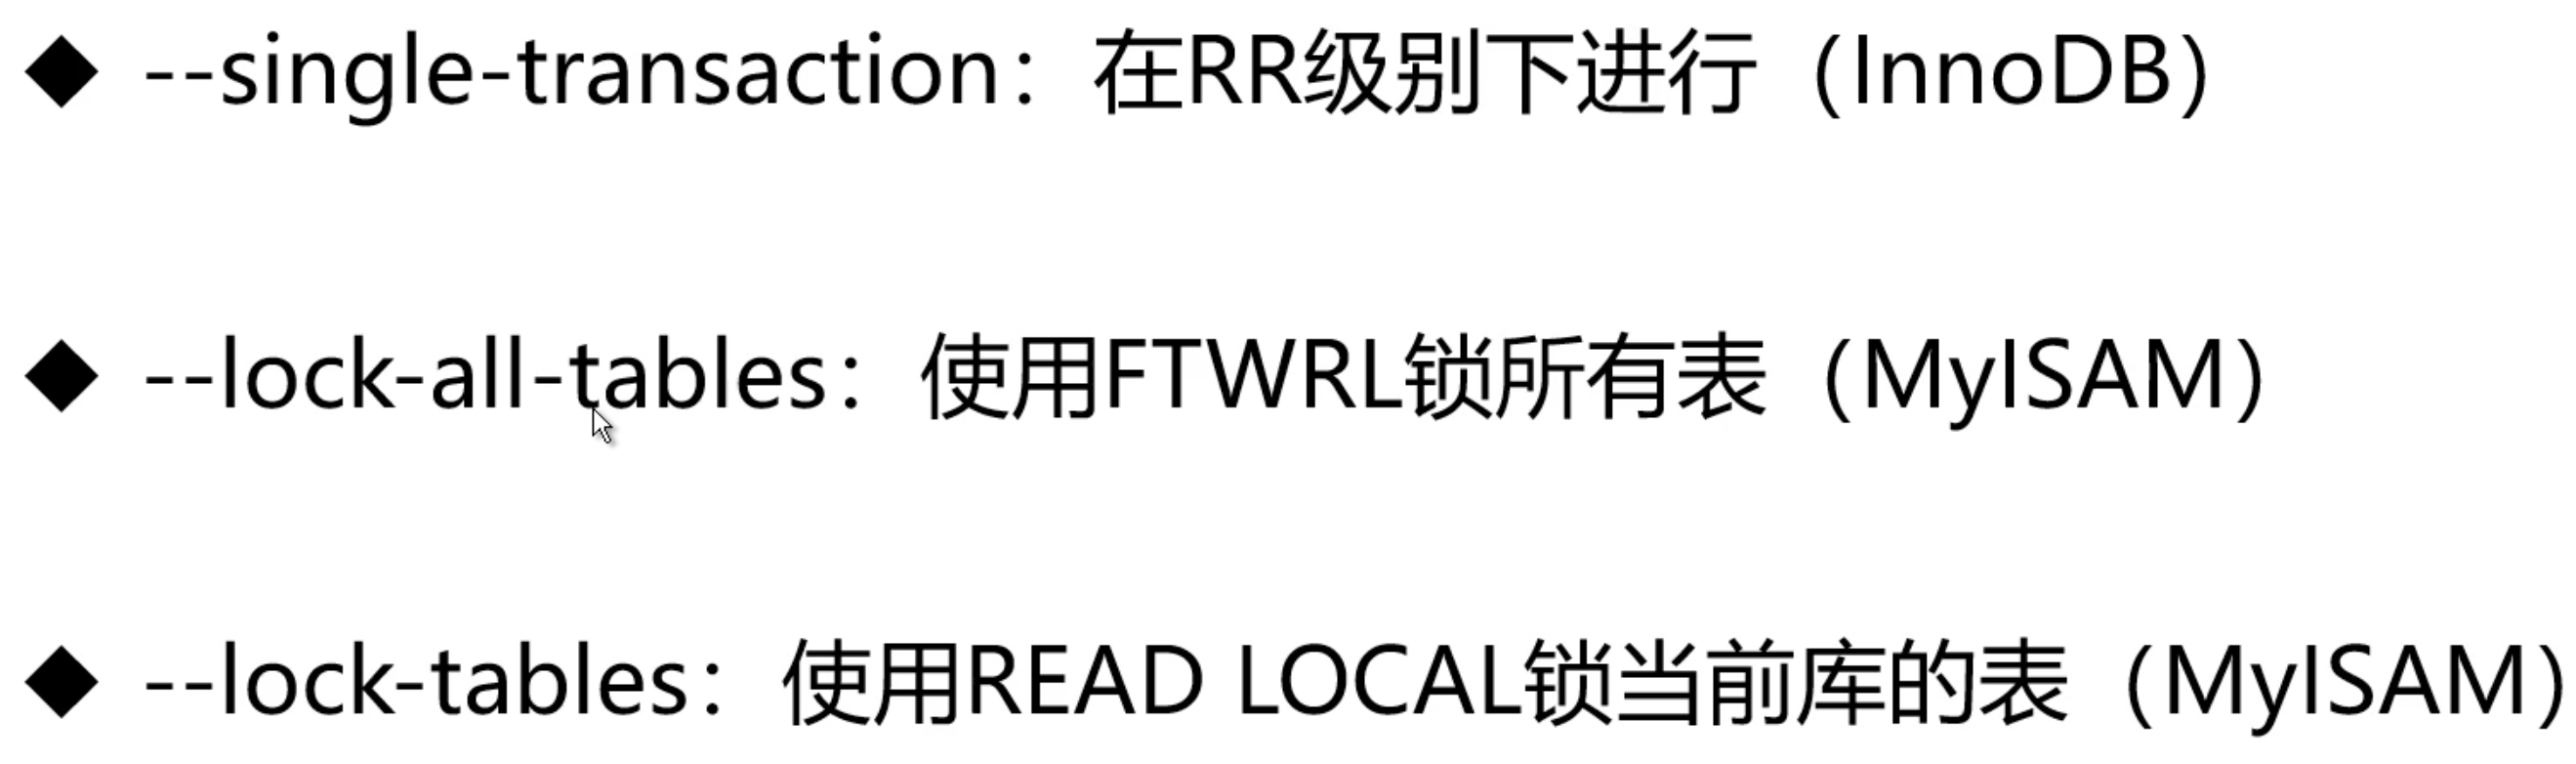 ◆ --single-transaction：在RR级别下进行（InnoDB）
◆ --lock-all-tables：使用FTWRL锁所有表（MyISAM）
◆ --lock-tables：使用READ LOCAL锁当前库的表（MyISAM）